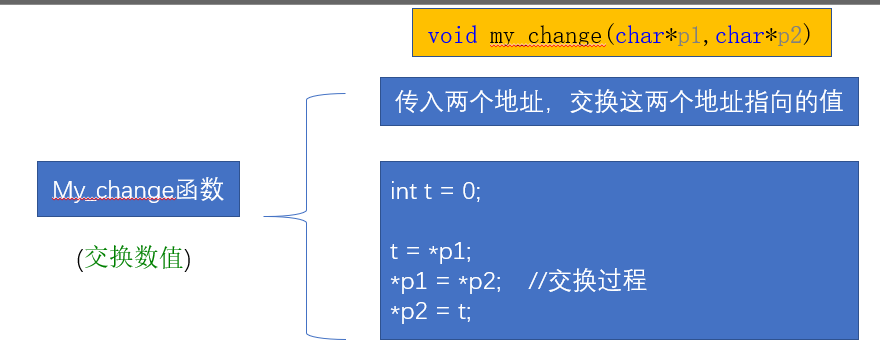 void my_change(char*p1,char*p2)
传入两个地址，交换这两个地址指向的值
My_change函数
(交换数值)
int t = 0;
t = *p1;
*p1 = *p2; //交换过程
*p2 = t;